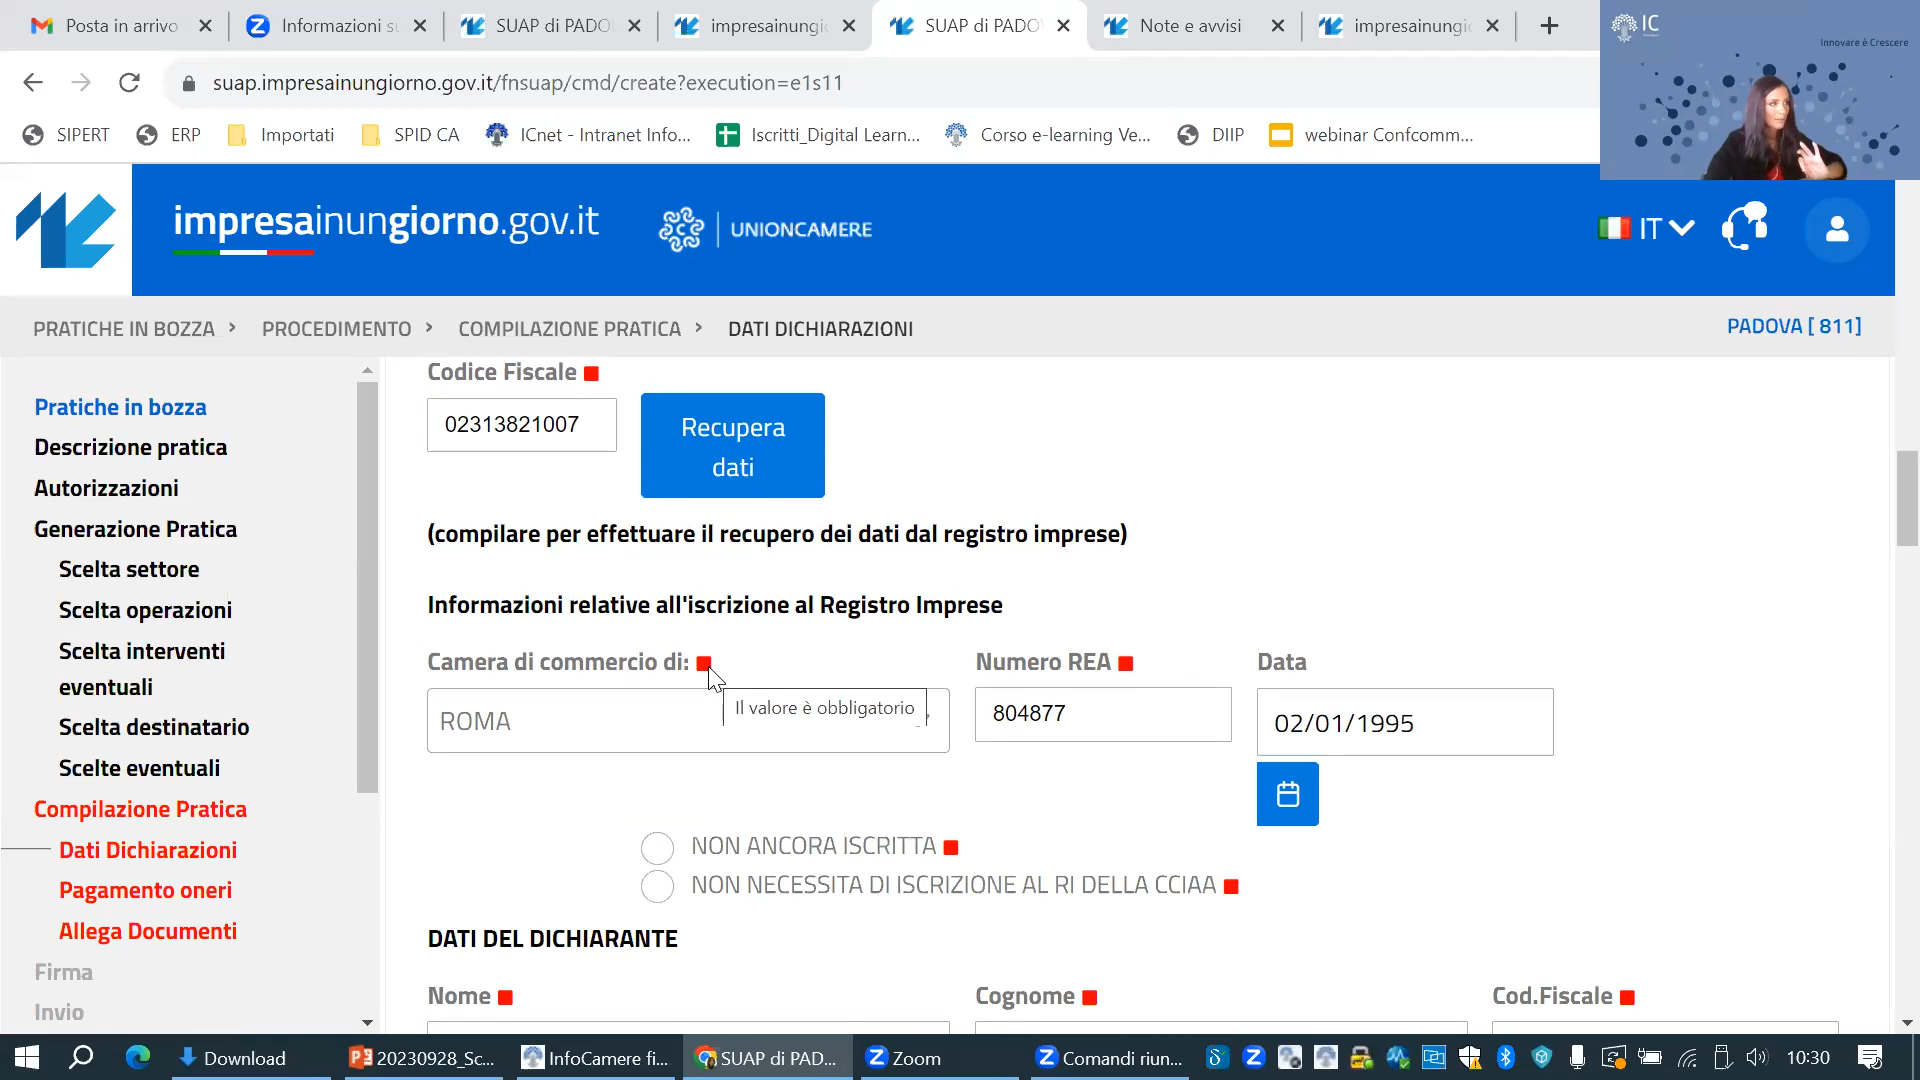 Posta in arrivo
Informazioni su
SUAP di PADO
impresainungio
SUAP di PADO
Note e avvisi
impresainungio
IC
Innovare è Crescere
suap.impresainungiorno.gov.it/fnsuap/cmd/create?execution=e1s11
SIPERT
ERP
Importati
SPID CA
ICnet - Intranet Info...
Iscritti_Digital Learn...
Corso e-learning Ve...
DIIP
webinar Confcomm...
impresainungiorno.gov.it
UNIONCAMERE
IT
PRATICHE IN BOZZA > PROCEDIMENTO > COMPILAZIONE PRATICA > DATI DICHIARAZIONI
PADOVA [ 811]
Pratiche in bozza
Descrizione pratica
Autorizzazioni
Generazione Pratica
Scelta settore
Scelta operazioni
Scelta interventi
eventuali
Scelta destinatario
Scelte eventuali
Compilazione Pratica
Dati Dichiarazioni
Pagamento oneri
Allega Documenti
Firma
Invio
Codice Fiscale
02313821007
Recupera
dati
(compilare per effettuare il recupero dei dati dal registro imprese)
Informazioni relative all'iscrizione al Registro Imprese
Camera di commercio di:
Numero REA
Data
ROMA
Il valore è obbligatorio
804877
02/01/1995
NON ANCORA ISCRITTA
NON NECESSITA DI ISCRIZIONE AL RI DELLA CCIAA
DATI DEL DICHIARANTE
Nome
Cognome
Cod.Fiscale
Download
20230928_Sc...
InfoCamere fi...
SUAP di PAD...
Zoom
Comandi riun...
10:30